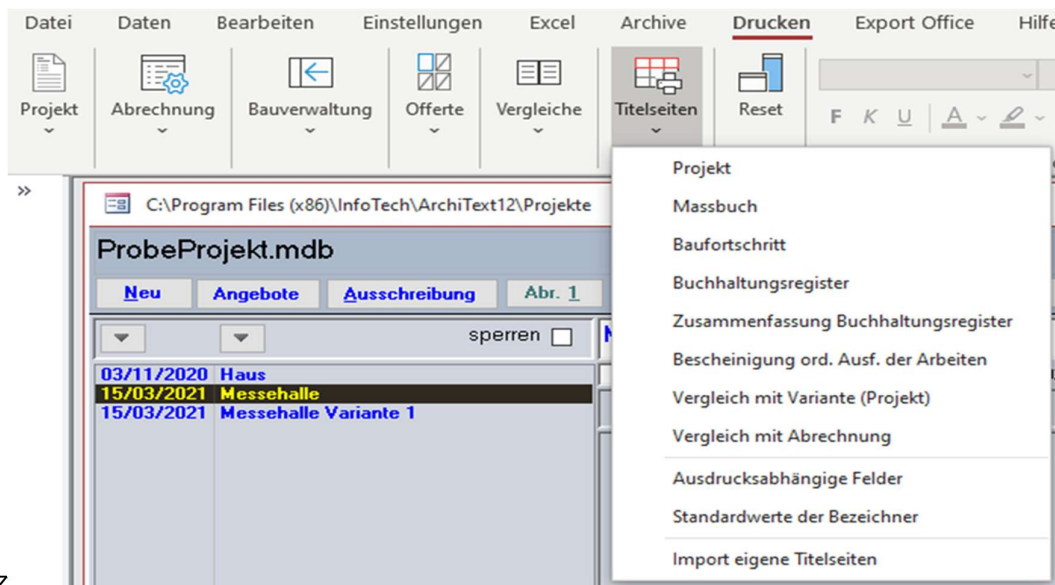 Datei Daten Bearbeiten Einstellungen Excel Archive Drucken Export Office Hilfe
Projekt Abrechnung Bauverwaltung Offerte Vergleiche Titelseiten Reset F K U A
»
C:\Program Files (x86)\InfoTech\ArchiText12\Projekte
ProbeProjekt.mdb
Neu Angebote Ausschreibung Abr. 1
sperren
03/11/2020 Haus
15/03/2021 Messehalle
15/03/2021 Messehalle Variante 1
Projekt
Massbuch
Baufortschritt
Buchhaltungsregister
Zusammenfassung Buchhaltungsregister
Bescheinigung ord. Ausf. der Arbeiten
Vergleich mit Variante (Projekt)
Vergleich mit Abrechnung
Ausdrucksabhängige Felder
Standardwerte der Bezeichner
Import eigene Titelseiten